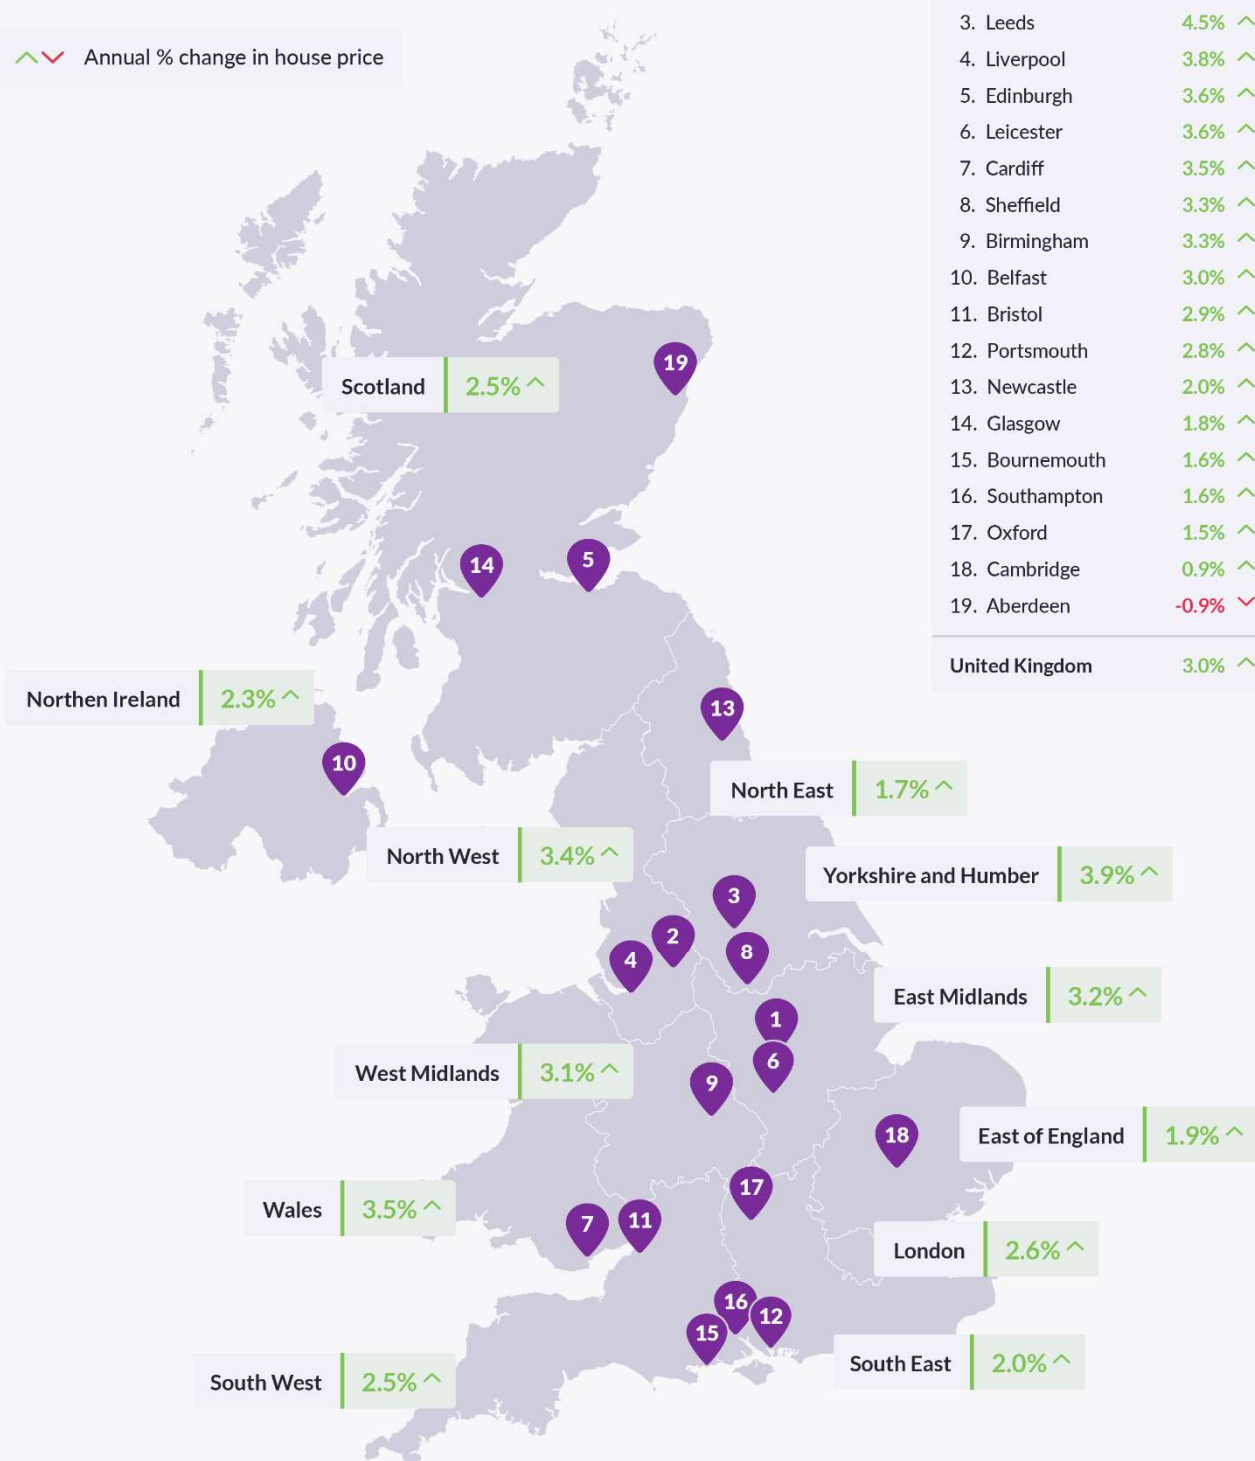 Annual % change in house price
3. Leeds 4.5%
4. Liverpool 3.8%
5. Edinburgh 3.6%
6. Leicester 3.6%
7. Cardiff 3.5%
8. Sheffield 3.3%
9. Birmingham 3.3%
10. Belfast 3.0%
11. Bristol 2.9%
12. Portsmouth 2.8%
13. Newcastle 2.0%
14. Glasgow 1.8%
15. Bournemouth 1.6%
16. Southampton 1.6%
17. Oxford 1.5%
18. Cambridge 0.9%
19. Aberdeen -0.9%
United Kingdom 3.0%
19
Scotland 2.5%
14
5
Northen Ireland 2.3%
13
10
North East 1.7%
North West 3.4%
Yorkshire and Humber 3.9%
3
2
8
4
East Midlands 3.2%
1
6
West Midlands 3.1%
9
18
East of England 1.9%
17
Wales 3.5%
7
11
London 2.6%
16
12
15
South East 2.0%
South West 2.5%